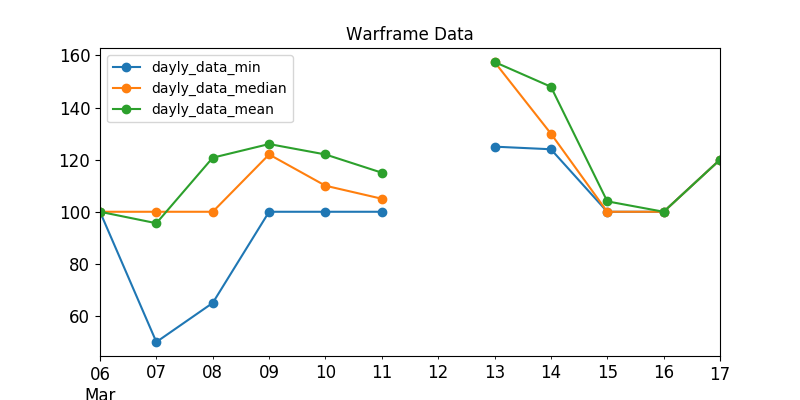 Warframe Data
dayly_data_min
dayly_data_median
dayly_data_mean
160
140
120
100
80
60
06 07 08 09 10 11 12 13 14 15 16 17
Mar